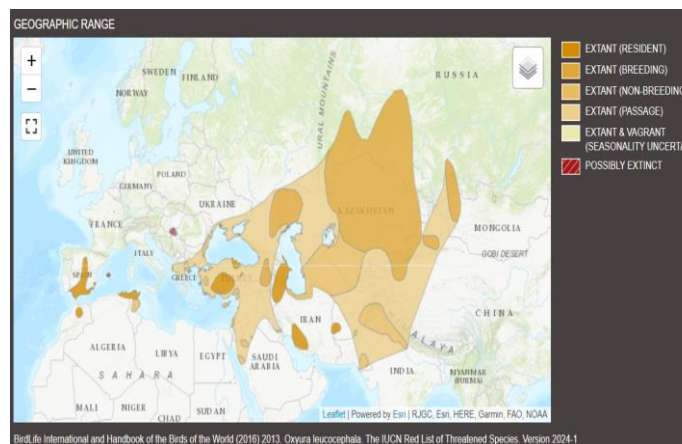 GEOGRAPHIC RANGE
+
−
SWEDEN
FINLAND
NORWAY
RUSSIA
URAL MOUNTAINS
UNITED
KINGDOM
POLAND
GERMANY
UKRAINE
KAZAKHSTAN
FRANCE
MONGOLIA
ITALY
GOBI DESERT
SPAIN
GREECE
CHINA
IRAN
ALGERIA
LIBYA
EGYPT
SAUDI
ARABIA
SAHARA
INDIA
MYANMAR
(BURMA)
MALI
NIGER
CHAD
SUDAN
Leaflet | Powered by Esri | RJGC, Esri, HERE, Garmin, FAO, NOAA
EXTANT (RESIDENT)
EXTANT (BREEDING)
EXTANT (NON-BREEDING
EXTANT (PASSAGE)
EXTANT & VAGRANT
(SEASONALITY UNCERTA
POSSIBLY EXTINCT
BirdLife International and Handbook of the Birds of the World (2016) 2013. Oxyura leucocephala. The IUCN Red List of Threatened Species. Version 2024-1